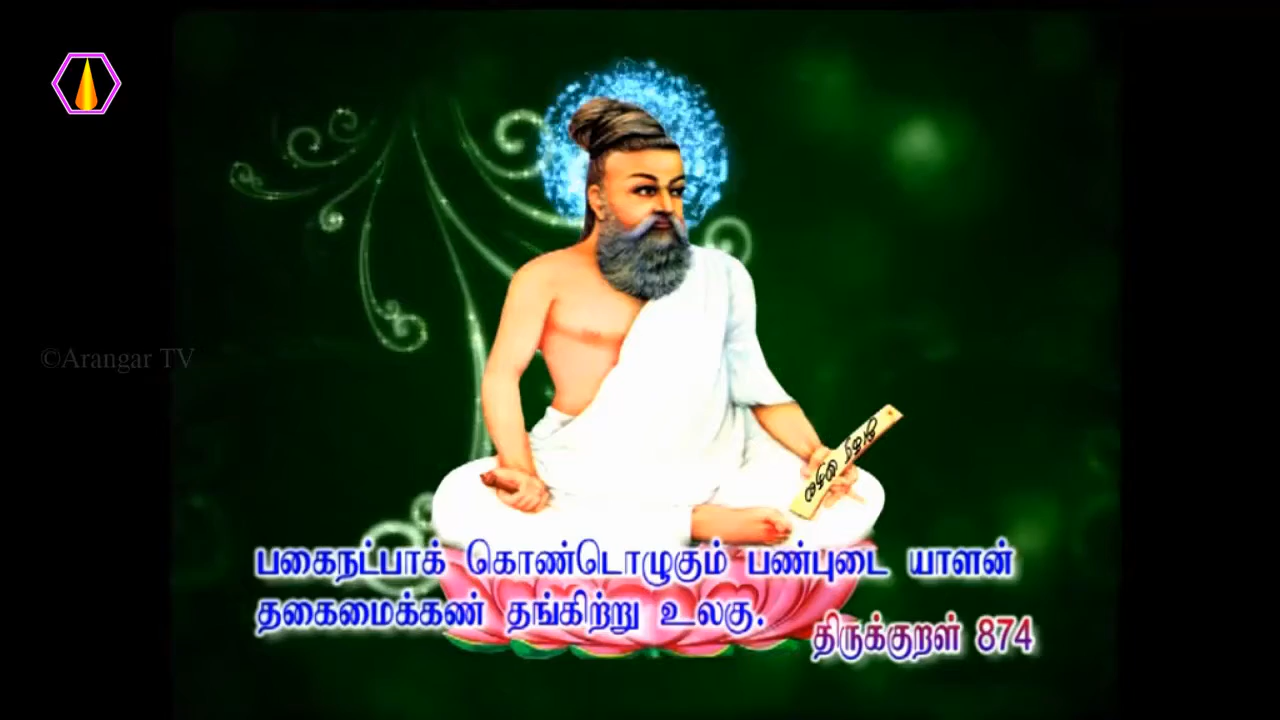 ©Arangar TV
பகைநட்பாக் கொண்டொழுகும் பண்புடை யாளன்
தகைமைக்கண் தங்கிற்று உலகு.
திருக்குறள் 874